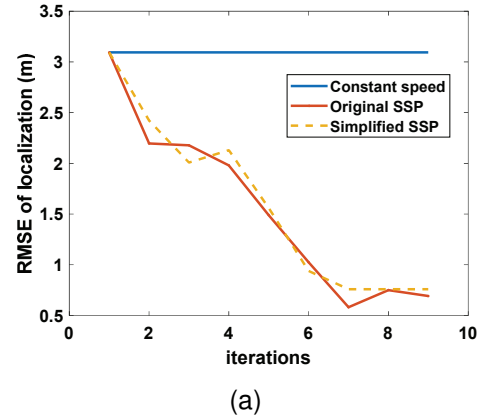 3.5
3
2.5
2
1.5
1
0.5
0 2 4 6 8 10
RMSE of localization (m)
iterations
Constant speed
Original SSP
Simplified SSP
(a)